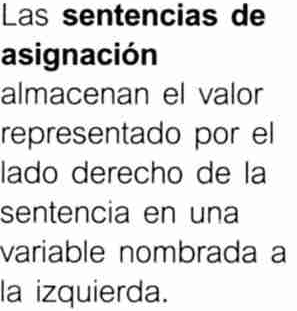 Las sentencias de
asignación
almacenan el valor
representado por el
lado derecho de la
sentencia en una
variable nombrada a
la izquierda.